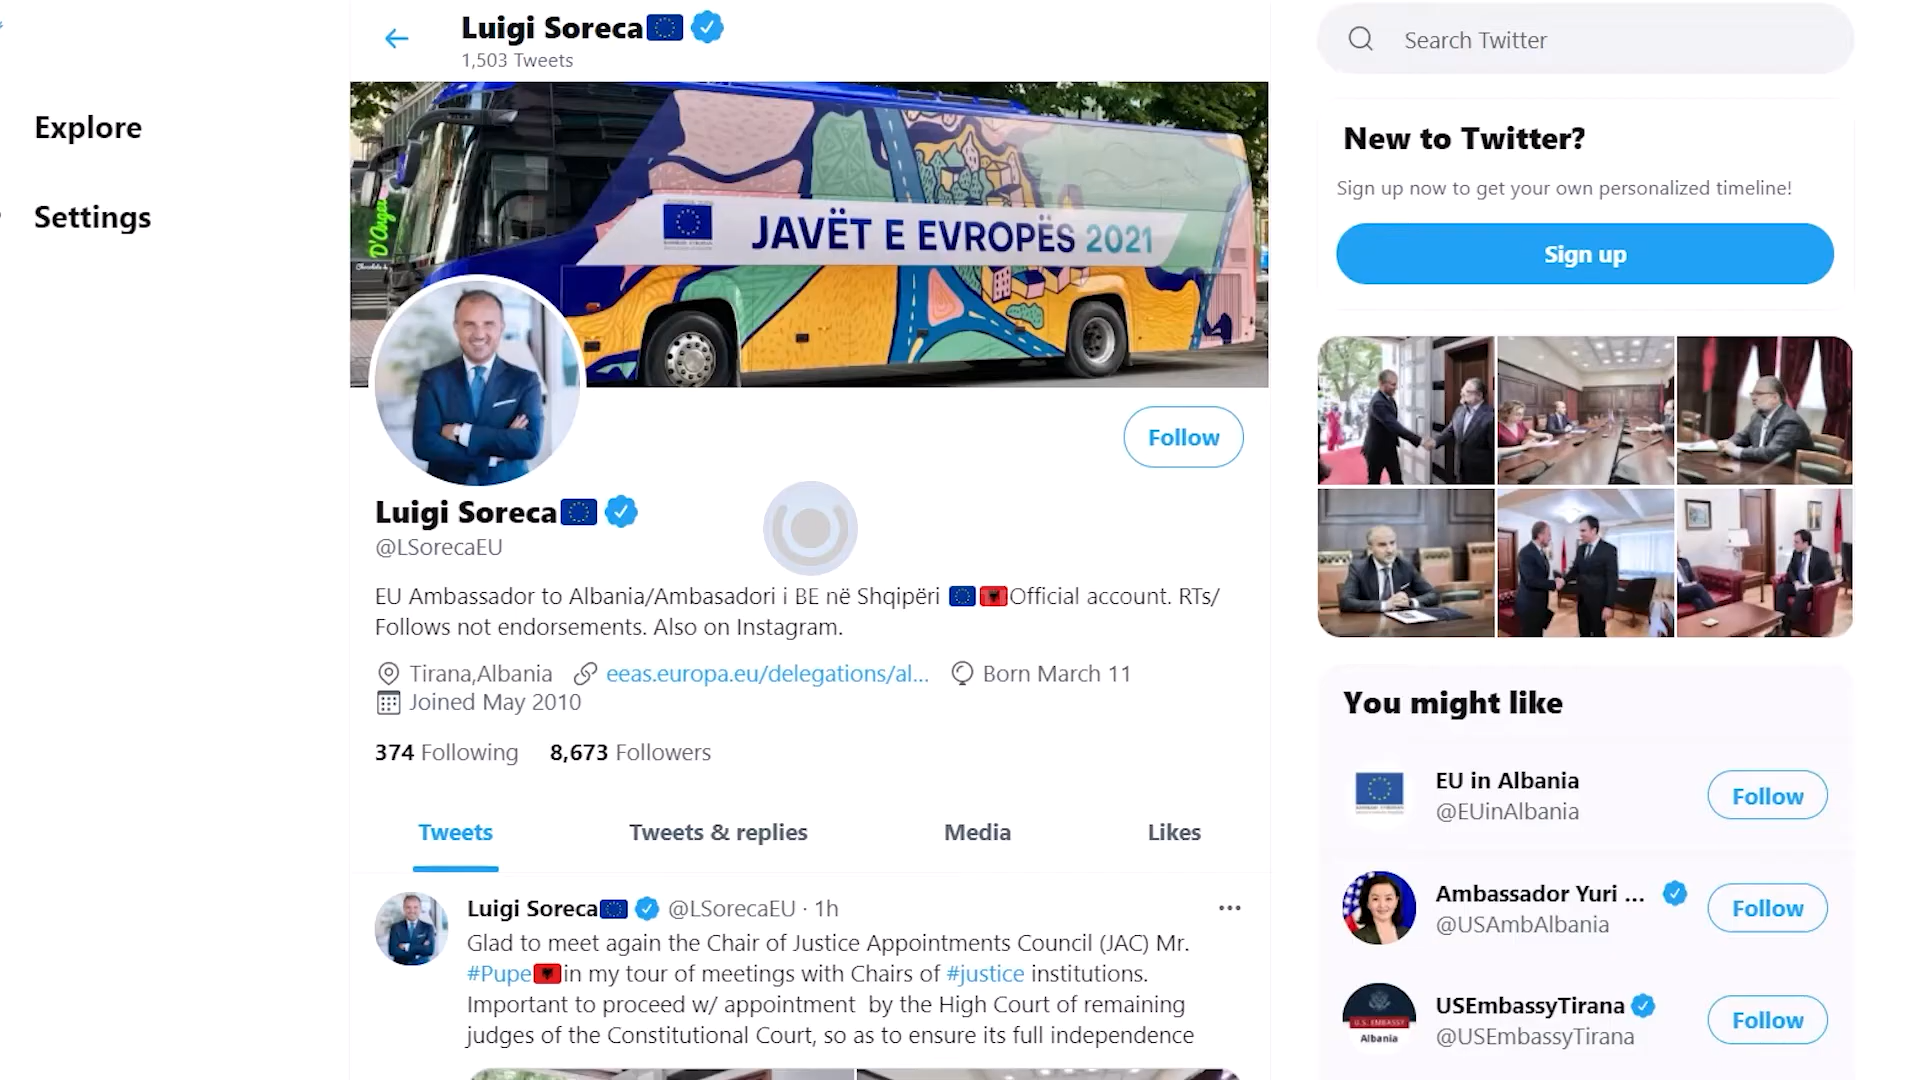 Luigi Soreca
1,503 Tweets
Search Twitter
Explore
Settings
New to Twitter?
Sign up now to get your own personalized timeline!
Sign up
D'Angel
JAVËT E EVROPËS 2021
Follow
Luigi Soreca
@LSorecaEU
EU Ambassador to Albania/Ambasadori i BE në Shqipëri Official account. RTs/
Follows not endorsements. Also on Instagram.
Tirana,Albania eeas.europa.eu/delegations/al... Born March 11
Joined May 2010
374 Following 8,673 Followers
Tweets Tweets & replies Media Likes
Luigi Soreca @LSorecaEU · 1h
Glad to meet again the Chair of Justice Appointments Council (JAC) Mr.
#Pupe in my tour of meetings with Chairs of #justice institutions.
Important to proceed w/ appointment by the High Court of remaining
judges of the Constitutional Court, so as to ensure its full independence
You might like
EU in Albania
@EUinAlbania
Follow
Ambassador Yuri ...
@USAmbAlbania
Follow
U.S. EMBASSY
Albania
USEmbassyTirana
@USEmbassyTirana
Follow